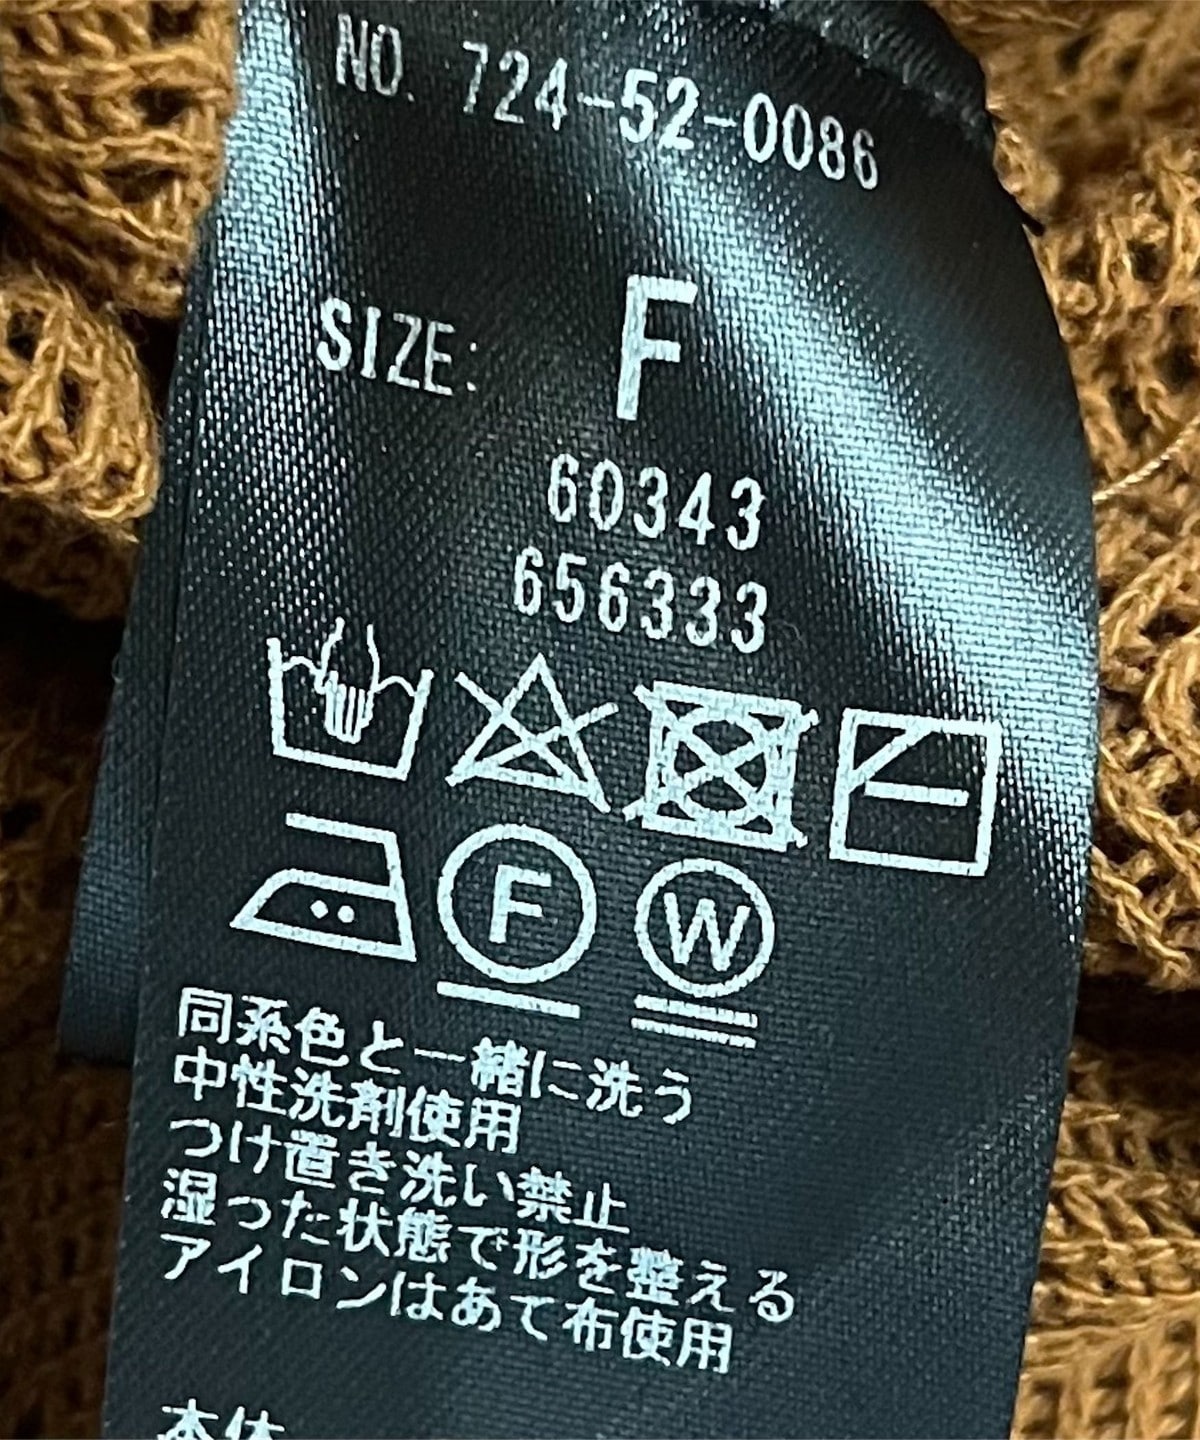 NO. 724-52-0086
SIZE: F
60343
656333
F
W
同系色と一緒に洗う
中性洗剤使用
つけ置き洗い禁止
湿った状態で形を整える
アイロンはあて布使用
本体